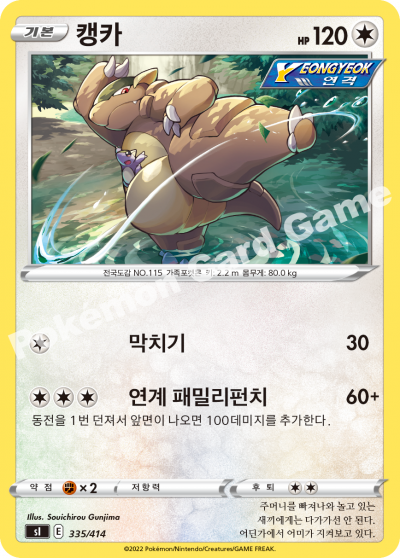 기본 캥카 HP 120
YEONGYEOK
연격
전국도감 NO.115 가족포켓몬 키: 2.2 m 몸무게: 80.0 kg
Pokémon Card Game
막치기 30
연계 패밀리펀치 60+
동전을 1번 던져서 앞면이 나오면 100데미지를 추가한다.
약점 ×2 저항력 후퇴
Illus. Souichirou Gunjima
sI E 335/414
©2022 Pokémon/Nintendo/Creatures/GAME FREAK.
주머니를 빠져나와 놀고 있는
새끼에게는 다가가선 안 된다.
어딘가에서 어미가 지켜보고 있다.